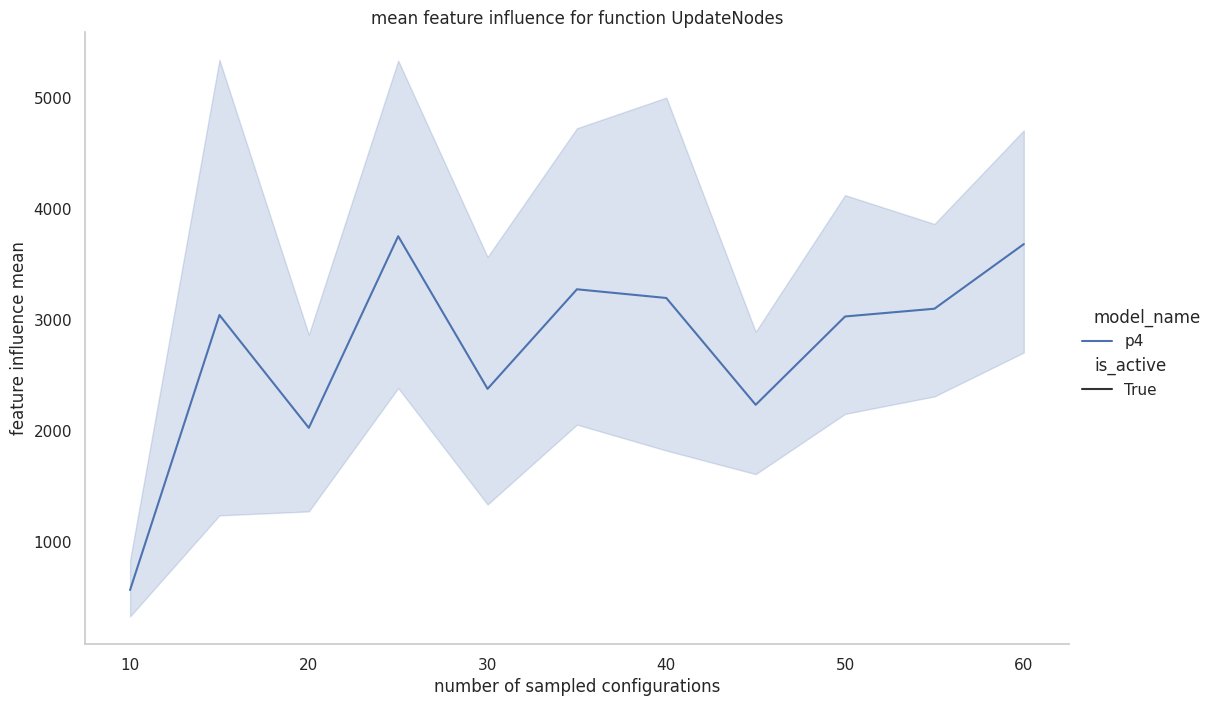 mean feature influence for function UpdateNodes
feature influence mean
5000
4000
3000
2000
1000
10 20 30 40 50 60
number of sampled configurations
model_name
p4
is_active
True